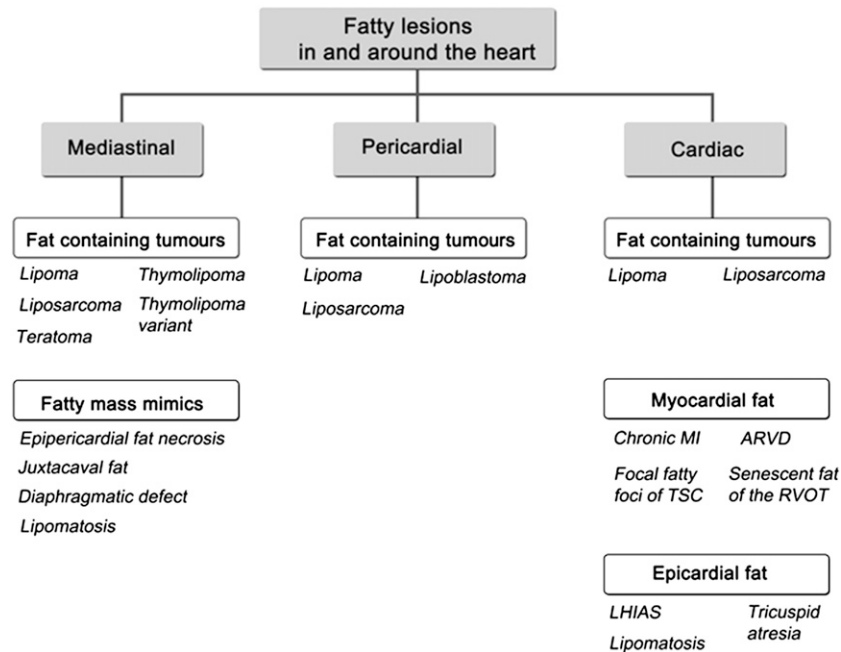 Fatty lesions
in and around the heart
Mediastinal
Pericardial
Cardiac
Fat containing tumours
Lipoma
Thymolipoma
Liposarcoma
Thymolipoma
variant
Teratoma
Fat containing tumours
Lipoma
Lipoblastoma
Liposarcoma
Fat containing tumours
Lipoma
Liposarcoma
Fatty mass mimics
Epipericardial fat necrosis
Juxtacaval fat
Diaphragmatic defect
Lipomatosis
Myocardial fat
Chronic MI
ARVD
Focal fatty
foci of TSC
Senescent fat
of the RVOT
Epicardial fat
LHIAS
Tricuspid
atresia
Lipomatosis